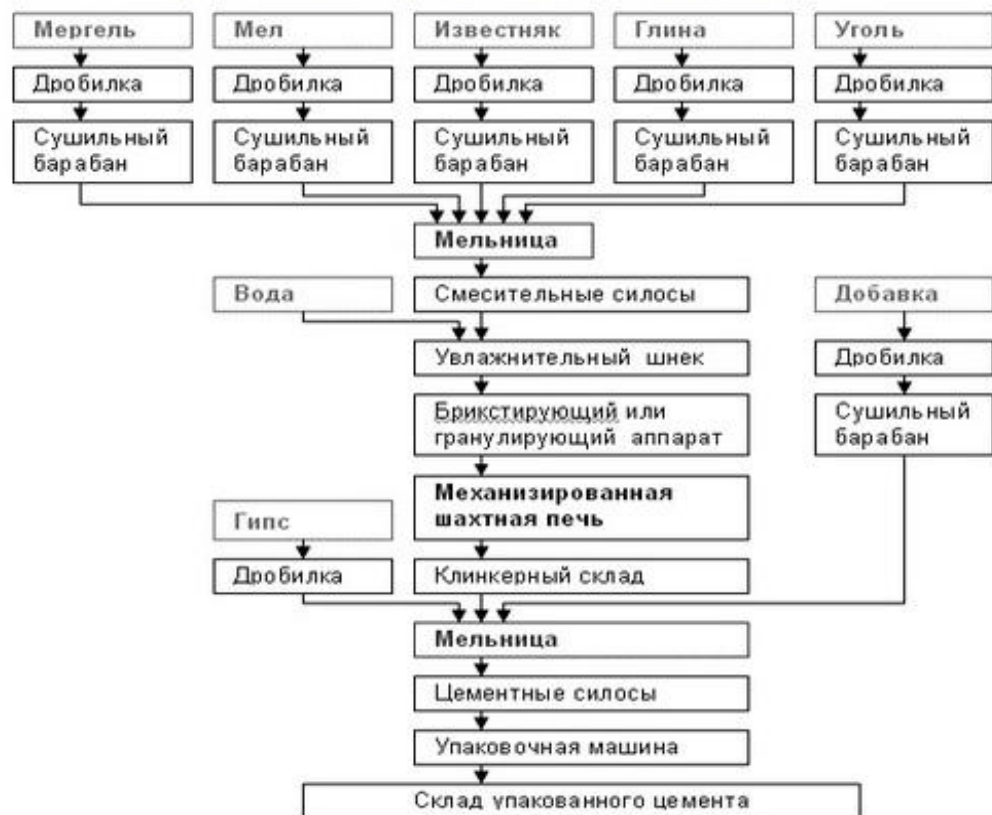 Мергель
Мел
Известняк
Глина
Уголь
Дробилка
Дробилка
Дробилка
Дробилка
Дробилка
Сушильный
барабан
Сушильный
барабан
Сушильный
барабан
Сушильный
барабан
Сушильный
барабан
Мельница
Вода
Смесительные силосы
Добавка
Увлажнительный шнек
Дробилка
Брикстирующий или
гранулирующий аппарат
Сушильный
барабан
Механизированная
шахтная печь
Гипс
Дробилка
Клинкерный склад
Мельница
Цементные силосы
Упаковочная машина
Склад упакованного цемента